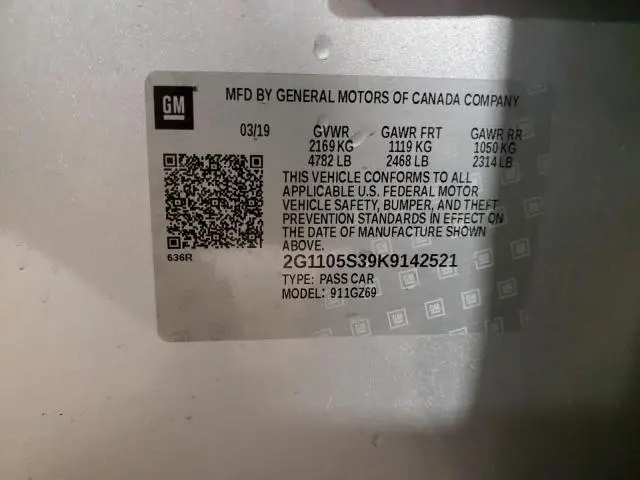 GM
MFD BY GENERAL MOTORS OF CANADA COMPANY
03/19 GVWR GAWR FRT GAWR RR
2169 KG 1119 KG 1050 KG
4782 LB 2468 LB 2314 LB
THIS VEHICLE CONFORMS TO ALL
APPLICABLE U.S. FEDERAL MOTOR
VEHICLE SAFETY, BUMPER, AND THEFT
PREVENTION STANDARDS IN EFFECT ON
THE DATE OF MANUFACTURE SHOWN
ABOVE.
636R
2G1105S39K9142521
TYPE: PASS CAR
MODEL: 911GZ69